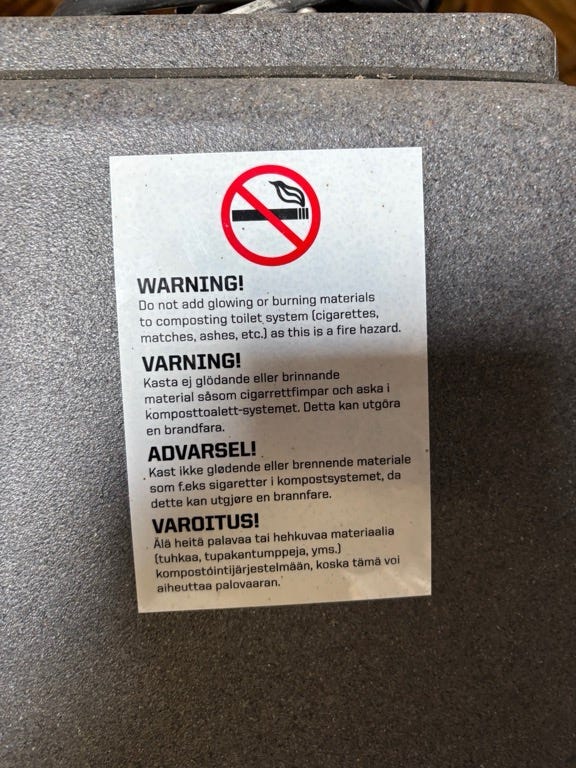 WARNING!
Do not add glowing or burning materials
to composting toilet system (cigarettes,
matches, ashes, etc.) as this is a fire hazard.
VARNING!
Kasta ej glödande eller brinnande
material såsom cigarrettfimpar och aska i
komposttoalett-systemet. Detta kan utgöra
en brandfara.
ADVARSEL!
Kast ikke glødende eller brennende materiale
som f.eks sigaretter i kompostsystemet, da
dette kan utgjøre en brannfare.
VAROITUS!
Älä heitä palavaa tai hehkuvaa materiaalia
(tuhkaa, tupakantumppeja, yms.)
kompostointijärjestelmään, koska tämä voi
aiheuttaa palovaaran.